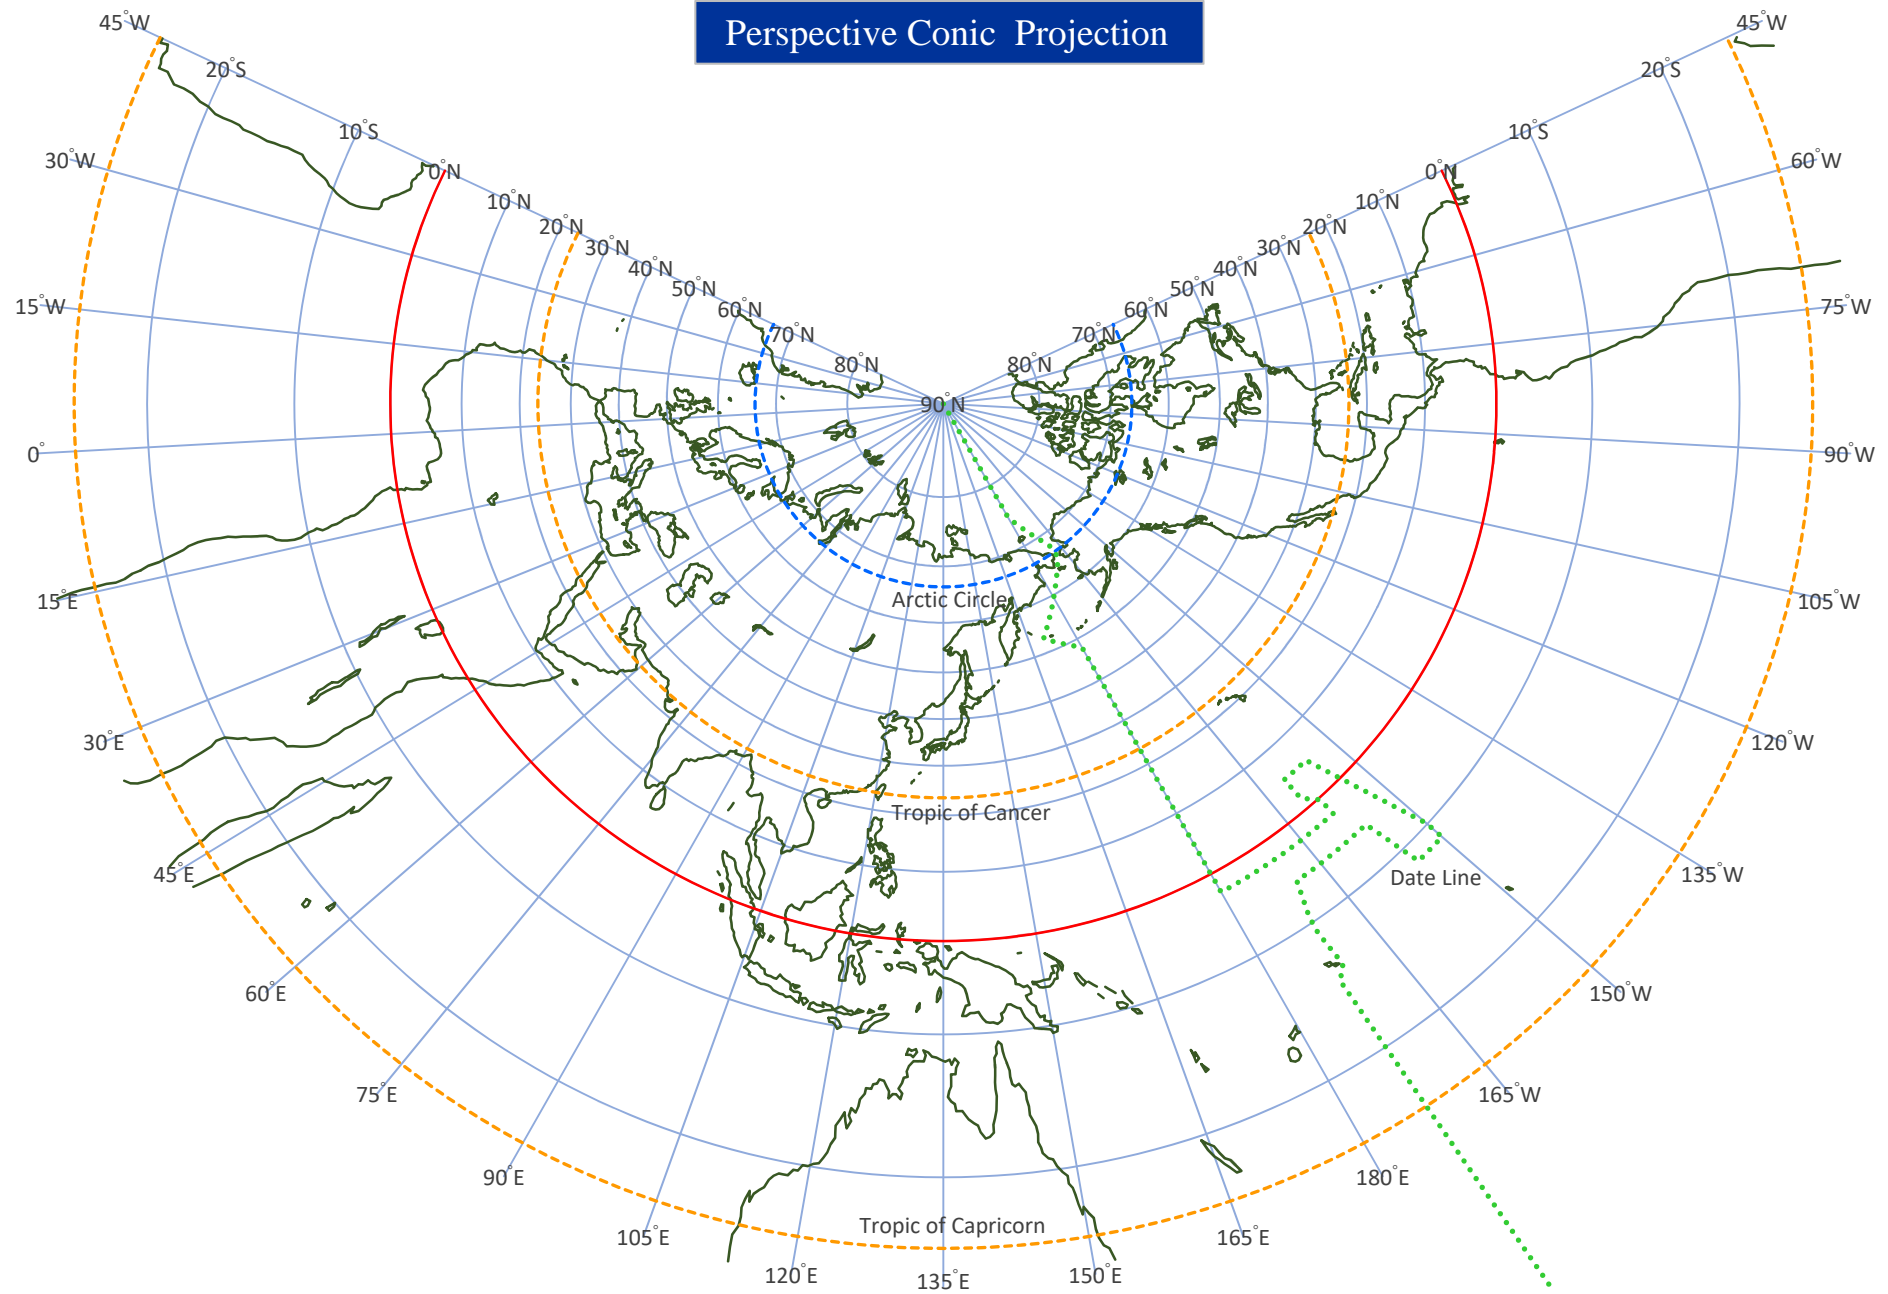 Perspective Conic  Projection
45°W
45°W
20°S
20°S
10°S
10°S
30°W
60°W
0°N
0°N
10°N
10°N
20°N
20°N
30°N
30°N
40°N
40°N
50°N
50°N
60°N
60°N
15°W
75°W
70°N
70°N
80°N
80°N
90°N
0°
90°W
Arctic Circle
15°E
105°W
30°E
120°W
Tropic of Cancer
45°E
Date Line
135°W
60°E
150°W
75°E
165°W
90°E
180°E
Tropic of Capricorn
105°E
165°E
120°E
135°E
150°E